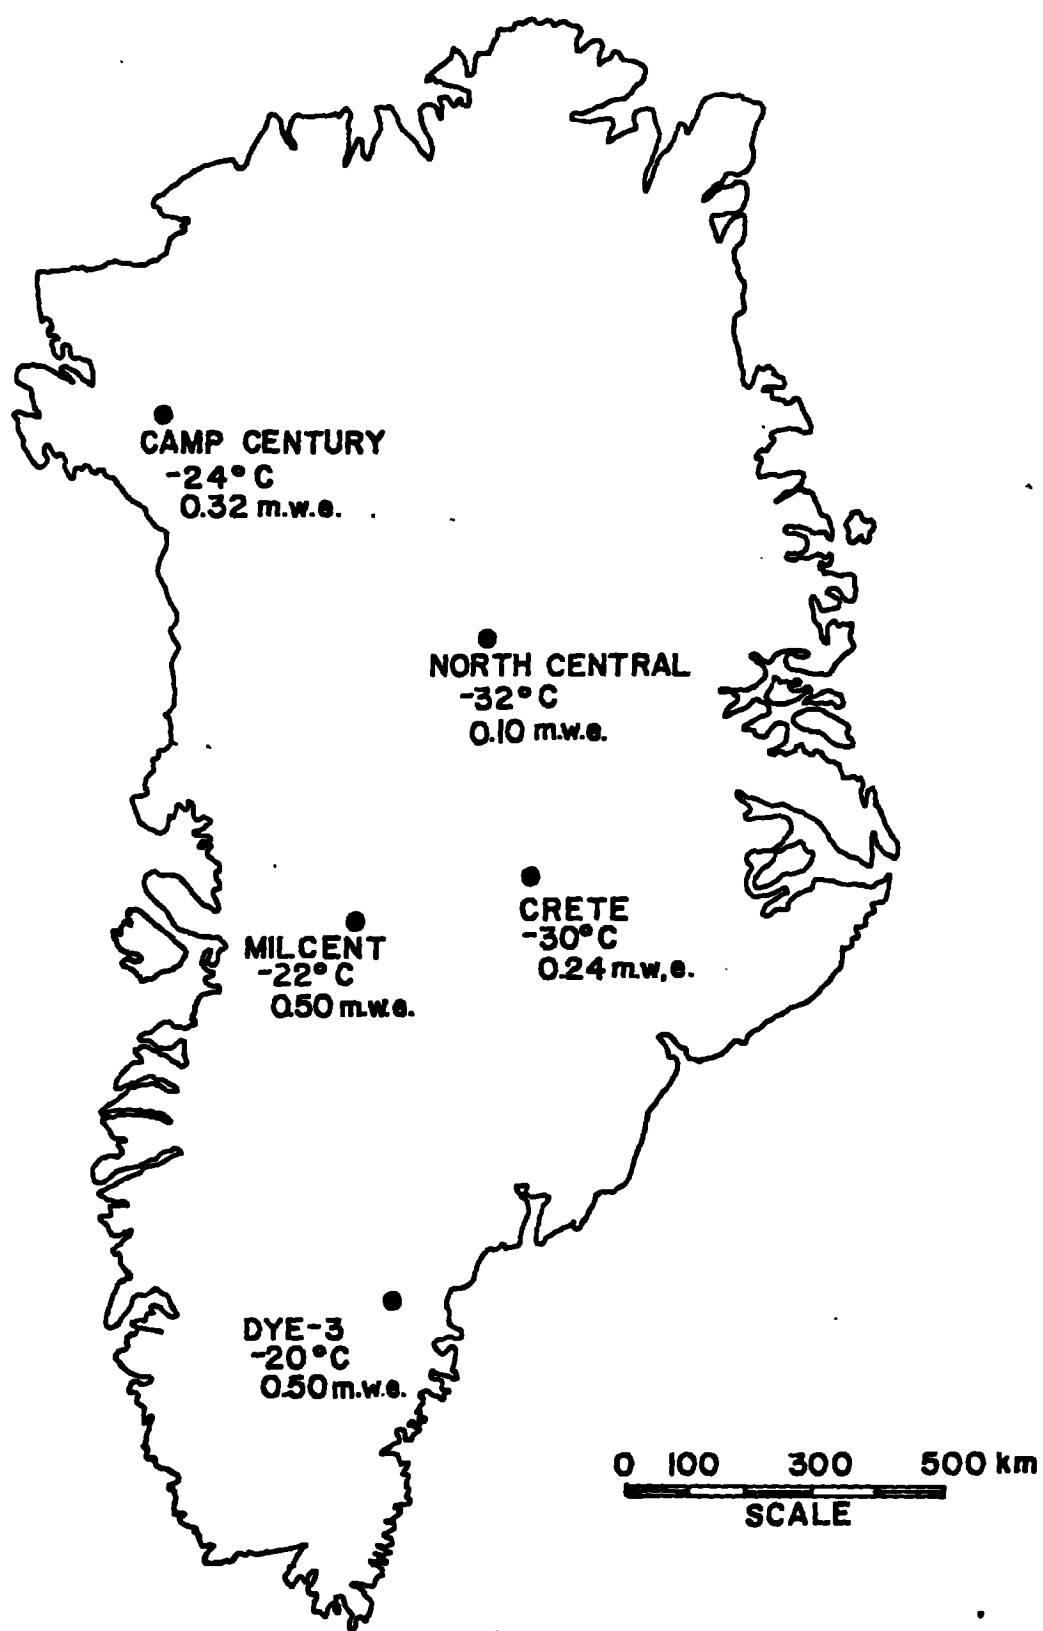 CAMP CENTURY
-24°C
0.32 m.w.e.
NORTH CENTRAL
-32°C
0.10 m.w.e.
CRETE
-30°C
0.24 m.w,e.
MILCENT
-22°C
0.50 m.w.e.
DYE-3
-20°C
0.50 m.w.e.
0 100 300 500 km
SCALE